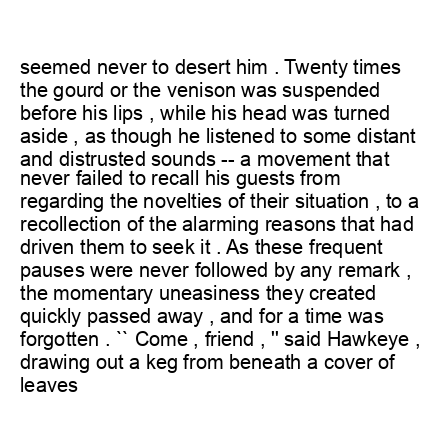 seemed never to desert him . Twenty times
the gourd or the venison was suspended
before his lips , while his head was turned
aside , as though he listened to some distant
and distrusted sounds -- a movement that
never failed to recall his guests from
regarding the novelties of their situation , to a
recollection of the alarming reasons that had
driven them to seek it . As these frequent
pauses were never followed by any remark ,
the momentary uneasiness they created
quickly passed away , and for a time was
forgotten . `` Come , friend , '' said Hawkeye ,
drawing out a keg from beneath a cover of
leaves